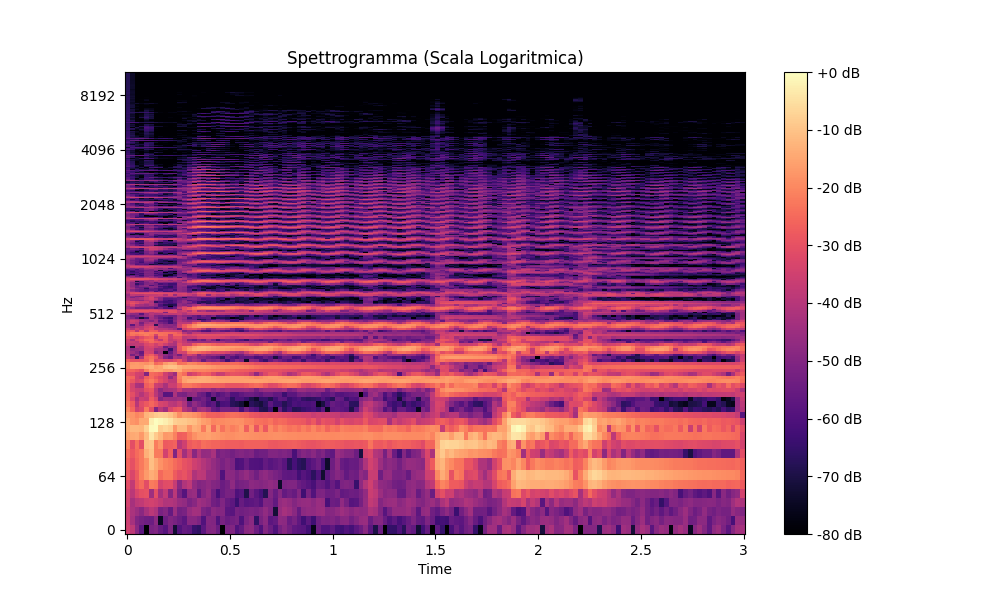 Spettrogramma (Scala Logaritmica)
Hz
8192
4096
2048
1024
512
256
128
64
0
0 0.5 1 1.5 2 2.5 3
Time
+0 dB
-10 dB
-20 dB
-30 dB
-40 dB
-50 dB
-60 dB
-70 dB
-80 dB